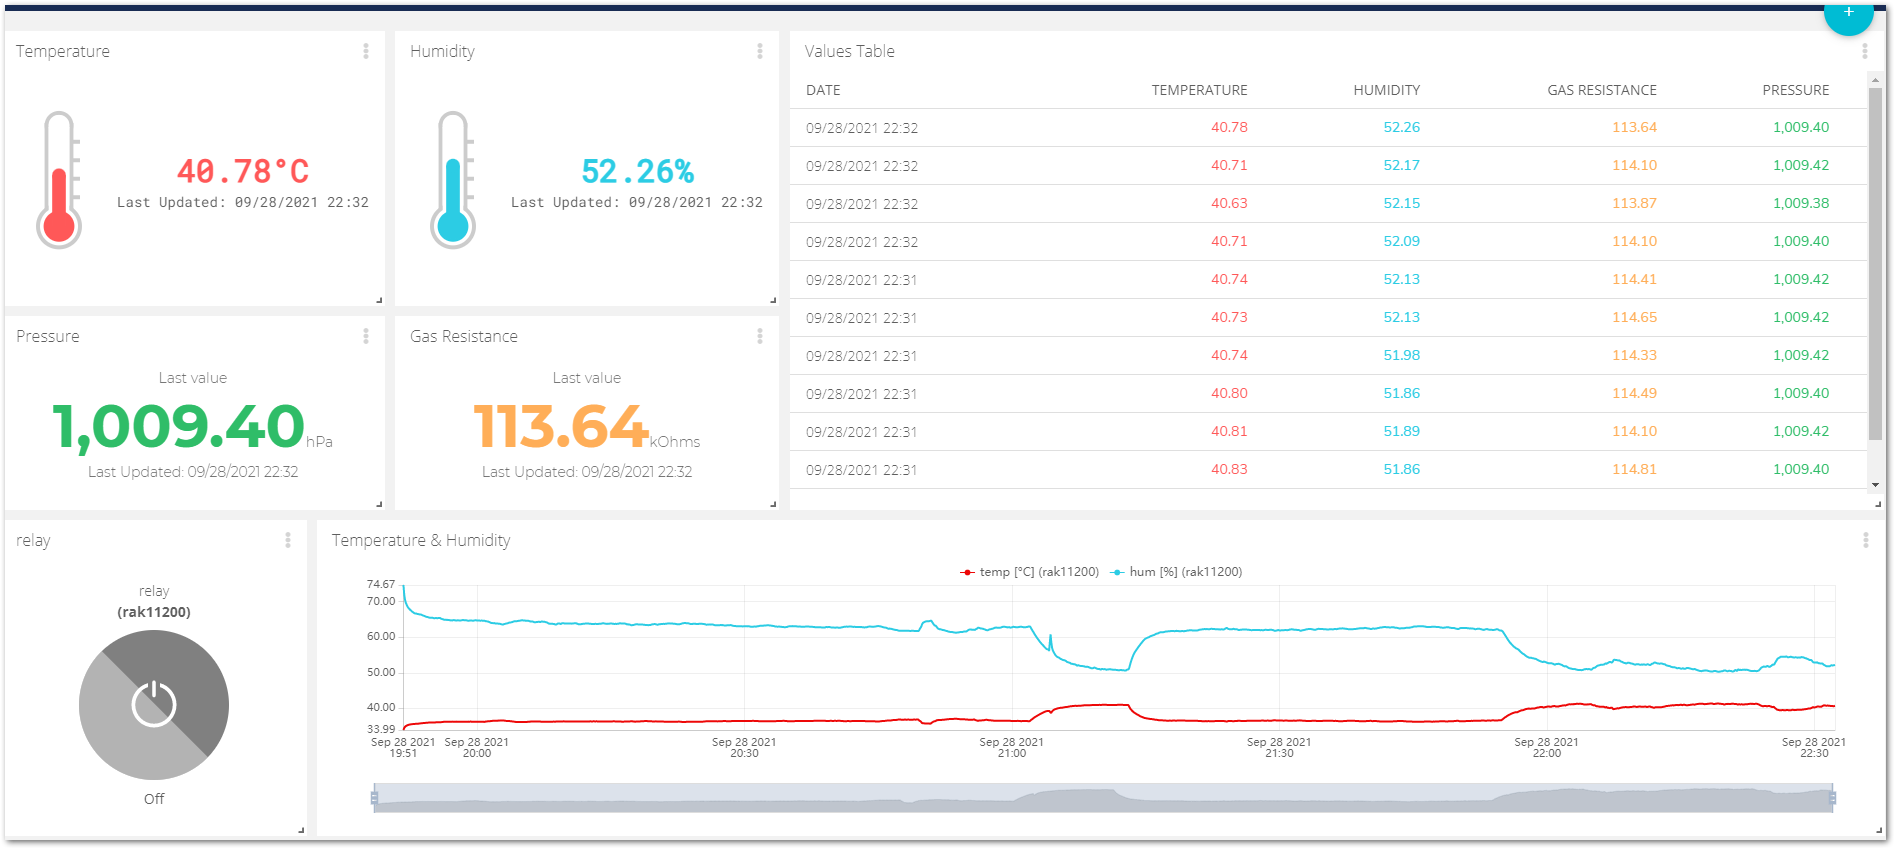 +
Temperature
40.78°C
Last Updated: 09/28/2021 22:32
Humidity
52.26%
Last Updated: 09/28/2021 22:32
Values Table
DATE TEMPERATURE HUMIDITY GAS RESISTANCE PRESSURE
09/28/2021 22:32 40.78 52.26 113.64 1,009.40
09/28/2021 22:32 40.71 52.17 114.10 1,009.42
09/28/2021 22:32 40.63 52.15 113.87 1,009.38
09/28/2021 22:32 40.71 52.09 114.10 1,009.40
09/28/2021 22:31 40.74 52.13 114.41 1,009.42
09/28/2021 22:31 40.73 52.13 114.65 1,009.42
09/28/2021 22:31 40.74 51.98 114.33 1,009.42
09/28/2021 22:31 40.80 51.86 114.49 1,009.40
09/28/2021 22:31 40.81 51.89 114.10 1,009.42
09/28/2021 22:31 40.83 51.86 114.81 1,009.40
Pressure
Last value
1,009.40 hPa
Last Updated: 09/28/2021 22:32
Gas Resistance
Last value
113.64 kOhms
Last Updated: 09/28/2021 22:32
relay
relay
(rak11200)
Off
Temperature & Humidity
temp [°C] (rak11200) hum [%] (rak11200)
74.67
70.00
60.00
50.00
40.00
33.99
Sep 28 2021 Sep 28 2021 Sep 28 2021 Sep 28 2021 Sep 28 2021 Sep 28 2021 Sep 28 2021
19:51 20:00 20:30 21:00 21:30 22:00 22:30